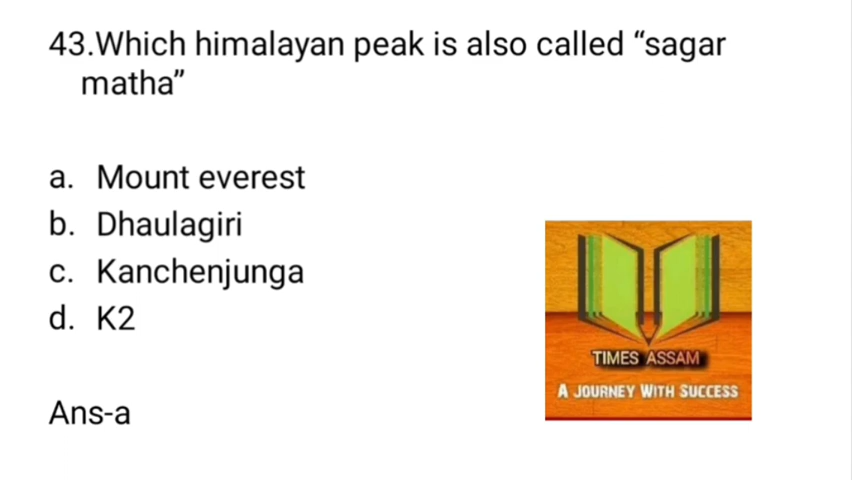 43.Which himalayan peak is also called “sagar
matha”
a. Mount everest
b. Dhaulagiri
c. Kanchenjunga
d. K2
TIMES ASSAM
A JOURNEY WITH SUCCESS
Ans-a